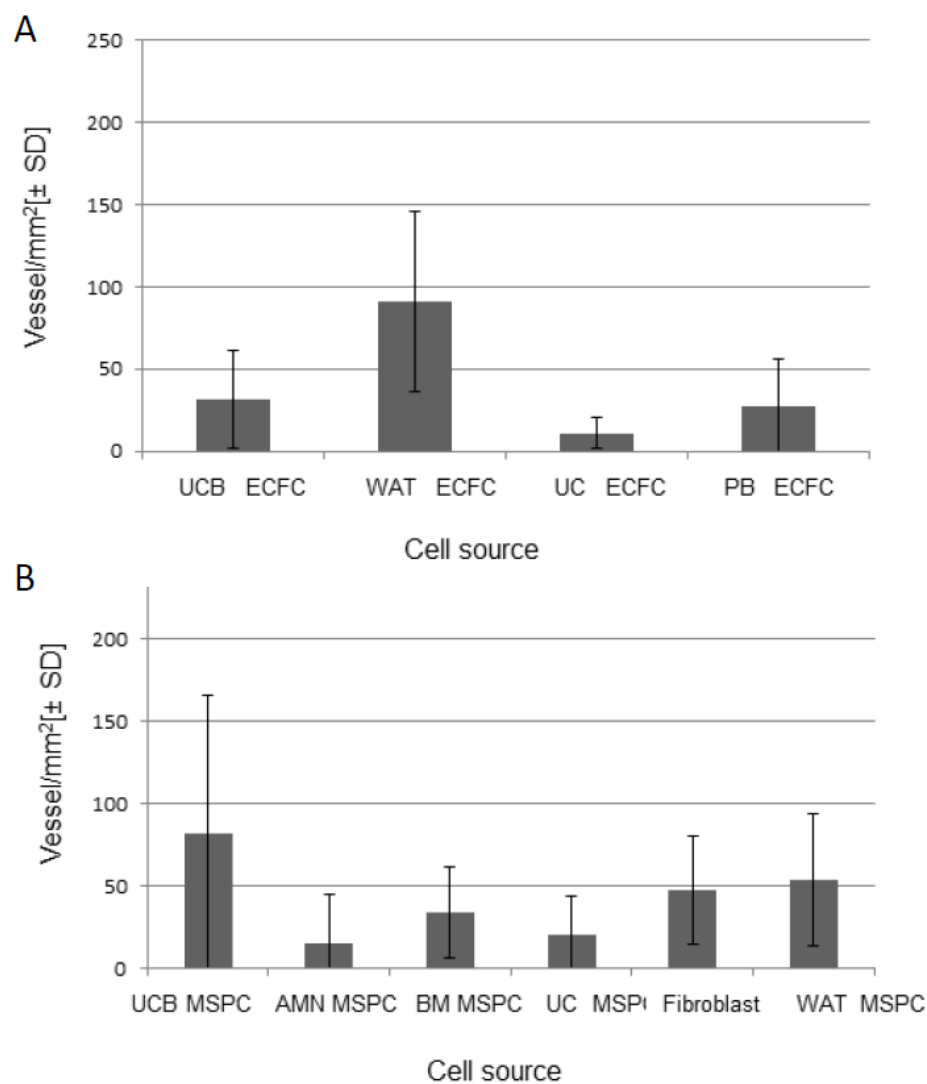 A
250
200
150
100
50
0
Vessel/mm²[± SD]
UCB ECFC WAT ECFC UC ECFC PB ECFC
Cell source
B
200
150
100
50
0
Vessel/mm²[± SD]
UCB MSPC AMN MSPC BM MSPC UC MSP( Fibroblast WAT MSPC
Cell source